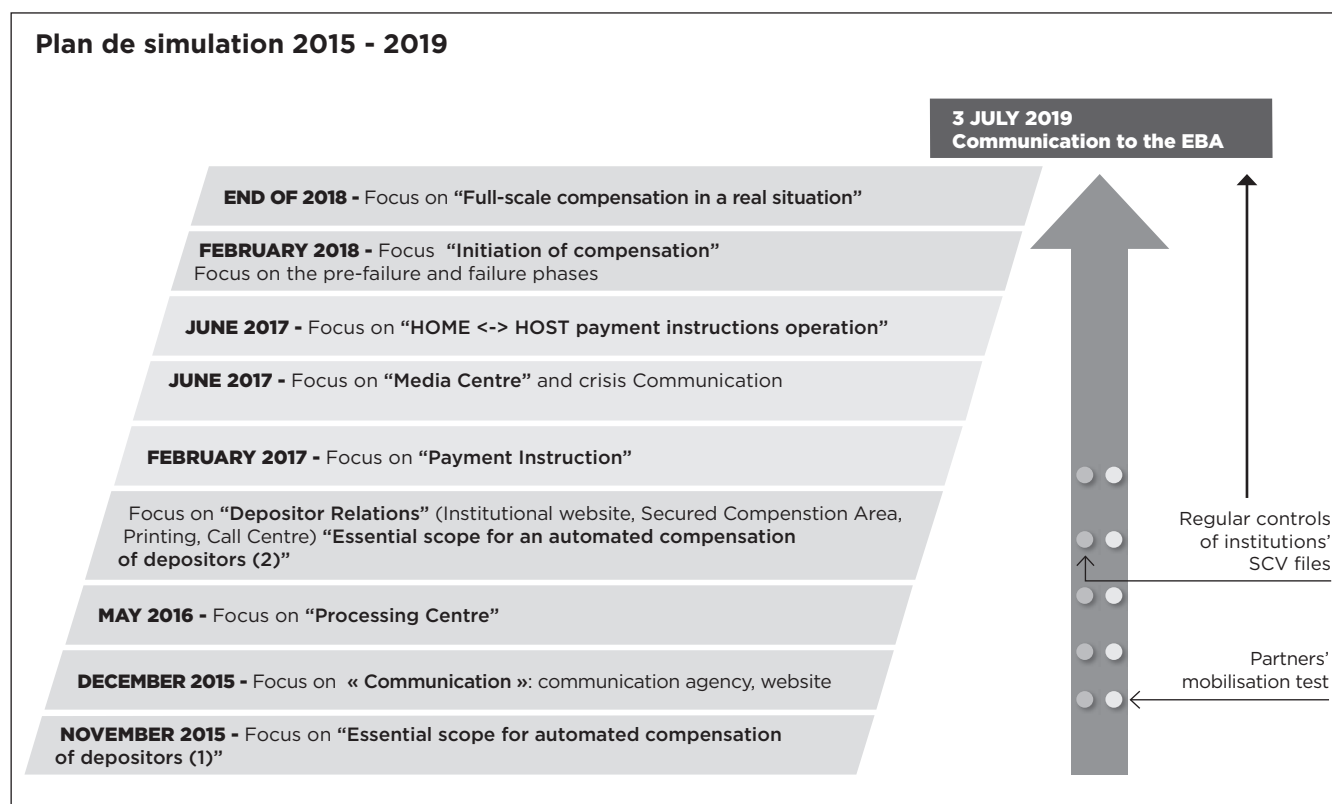 Plan de simulation 2015 - 2019
3 JULY 2019
Communication to the EBA
END OF 2018 - Focus on “Full-scale compensation in a real situation”
FEBRUARY 2018 - Focus “Initiation of compensation”
Focus on the pre-failure and failure phases
JUNE 2017 - Focus on “HOME <-> HOST payment instructions operation”
JUNE 2017 - Focus on “Media Centre” and crisis Communication
FEBRUARY 2017 - Focus on “Payment Instruction”
Focus on “Depositor Relations” (Institutional website, Secured Compenstion Area,
Printing, Call Centre) “Essential scope for an automated compensation
of depositors (2)”
MAY 2016 - Focus on “Processing Centre”
DECEMBER 2015 - Focus on « Communication »: communication agency, website
NOVEMBER 2015 - Focus on “Essential scope for automated compensation
of depositors (1)”
Regular controls
of institutions’
SCV files
Partners’
mobilisation test